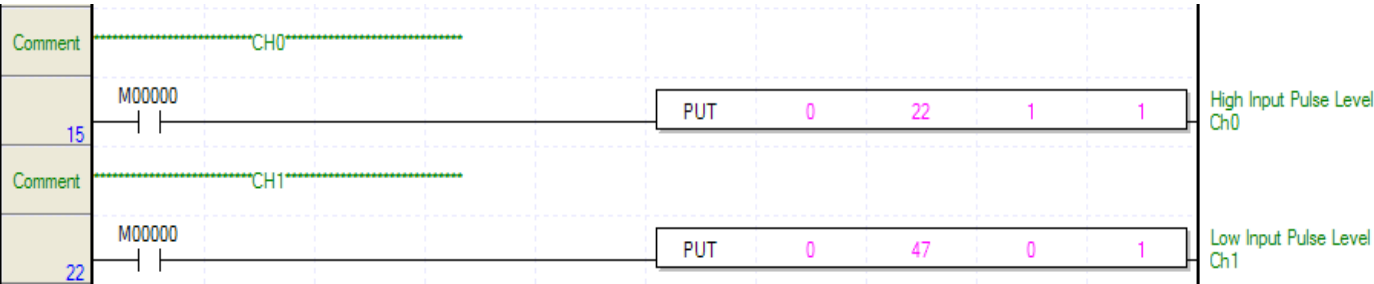 Comment **************************CH0*****************************
M00000
15 PUT 0 22 1 1 High Input Pulse Level
Ch0
Comment **************************CH1*****************************
M00000
22 PUT 0 47 0 1 Low Input Pulse Level
Ch1